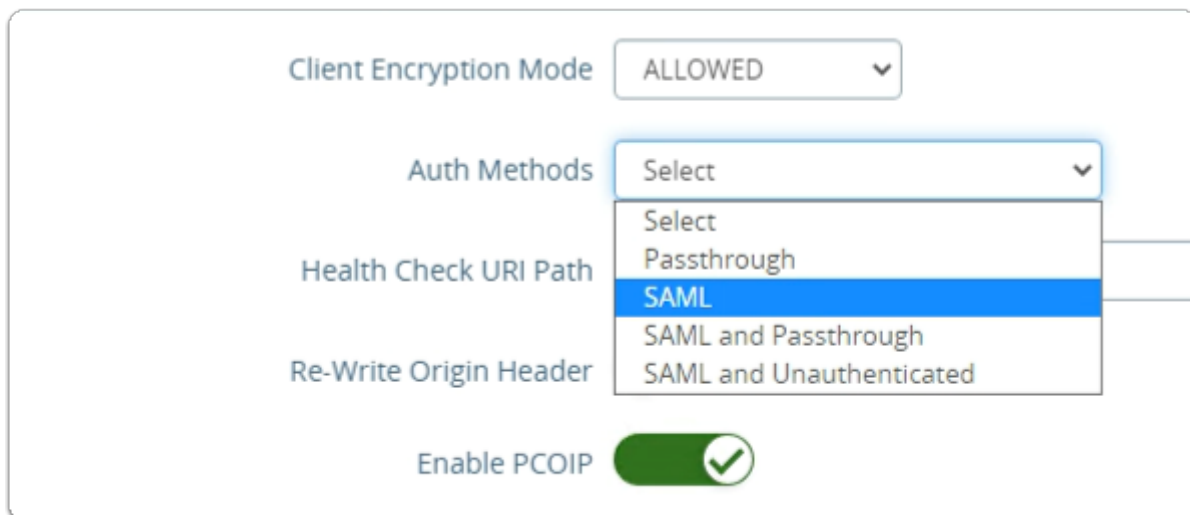 Client Encryption Mode ALLOWED
Auth Methods Select
Select
Passthrough
Health Check URI Path
SAML
SAML and Passthrough
Re-Write Origin Header
SAML and Unauthenticated
Enable PCOIP